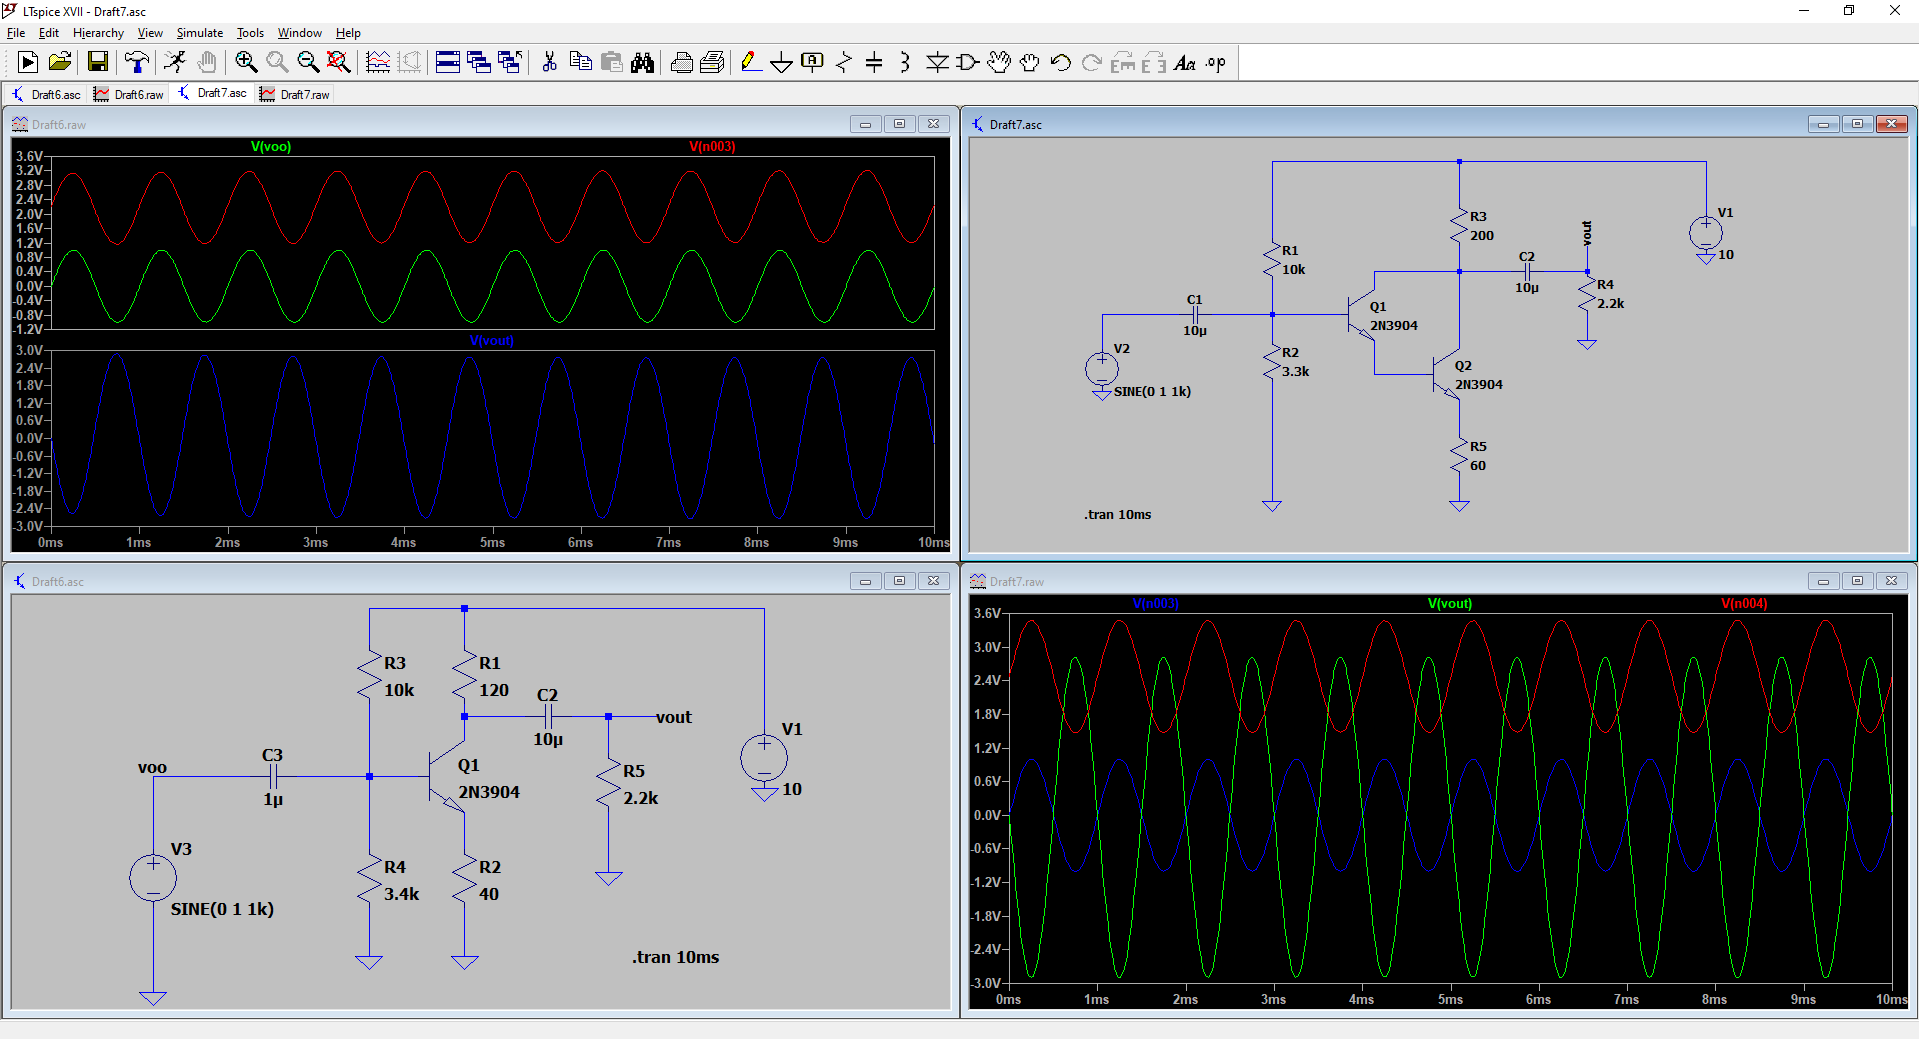 LTspice XVII - Draft7.asc
File Edit Hierarchy View Simulate Tools Window Help
.op
Draft6.asc Draft6.raw Draft7.asc Draft7.raw
Draft6.raw
V(voo) V(n003)
3.6V
3.2V
2.8V
2.4V
2.0V
1.6V
1.2V
0.8V
0.4V
0.0V
-0.4V
-0.8V
-1.2V
V(vout)
3.0V
2.4V
1.8V
1.2V
0.6V
0.0V
-0.6V
-1.2V
-1.8V
-2.4V
-3.0V
0ms 1ms 2ms 3ms 4ms 5ms 6ms 7ms 8ms 9ms 10ms
Draft7.asc
R3
200
vout
V1
10
R1
10k
C2
10µ
R4
2.2k
C1
10µ
Q1
2N3904
V2
SINE(0 1 1k)
R2
3.3k
Q2
2N3904
R5
60
.tran 10ms
Draft6.asc
R3
10k
R1
120
C2
10µ
vout
V1
10
voo
C3
1µ
Q1
2N3904
R5
2.2k
V3
SINE(0 1 1k)
R4
3.4k
R2
40
.tran 10ms
Draft7.raw
V(n003) V(vout) V(n004)
3.6V
3.0V
2.4V
1.8V
1.2V
0.6V
0.0V
-0.6V
-1.2V
-1.8V
-2.4V
-3.0V
0ms 1ms 2ms 3ms 4ms 5ms 6ms 7ms 8ms 9ms 10ms